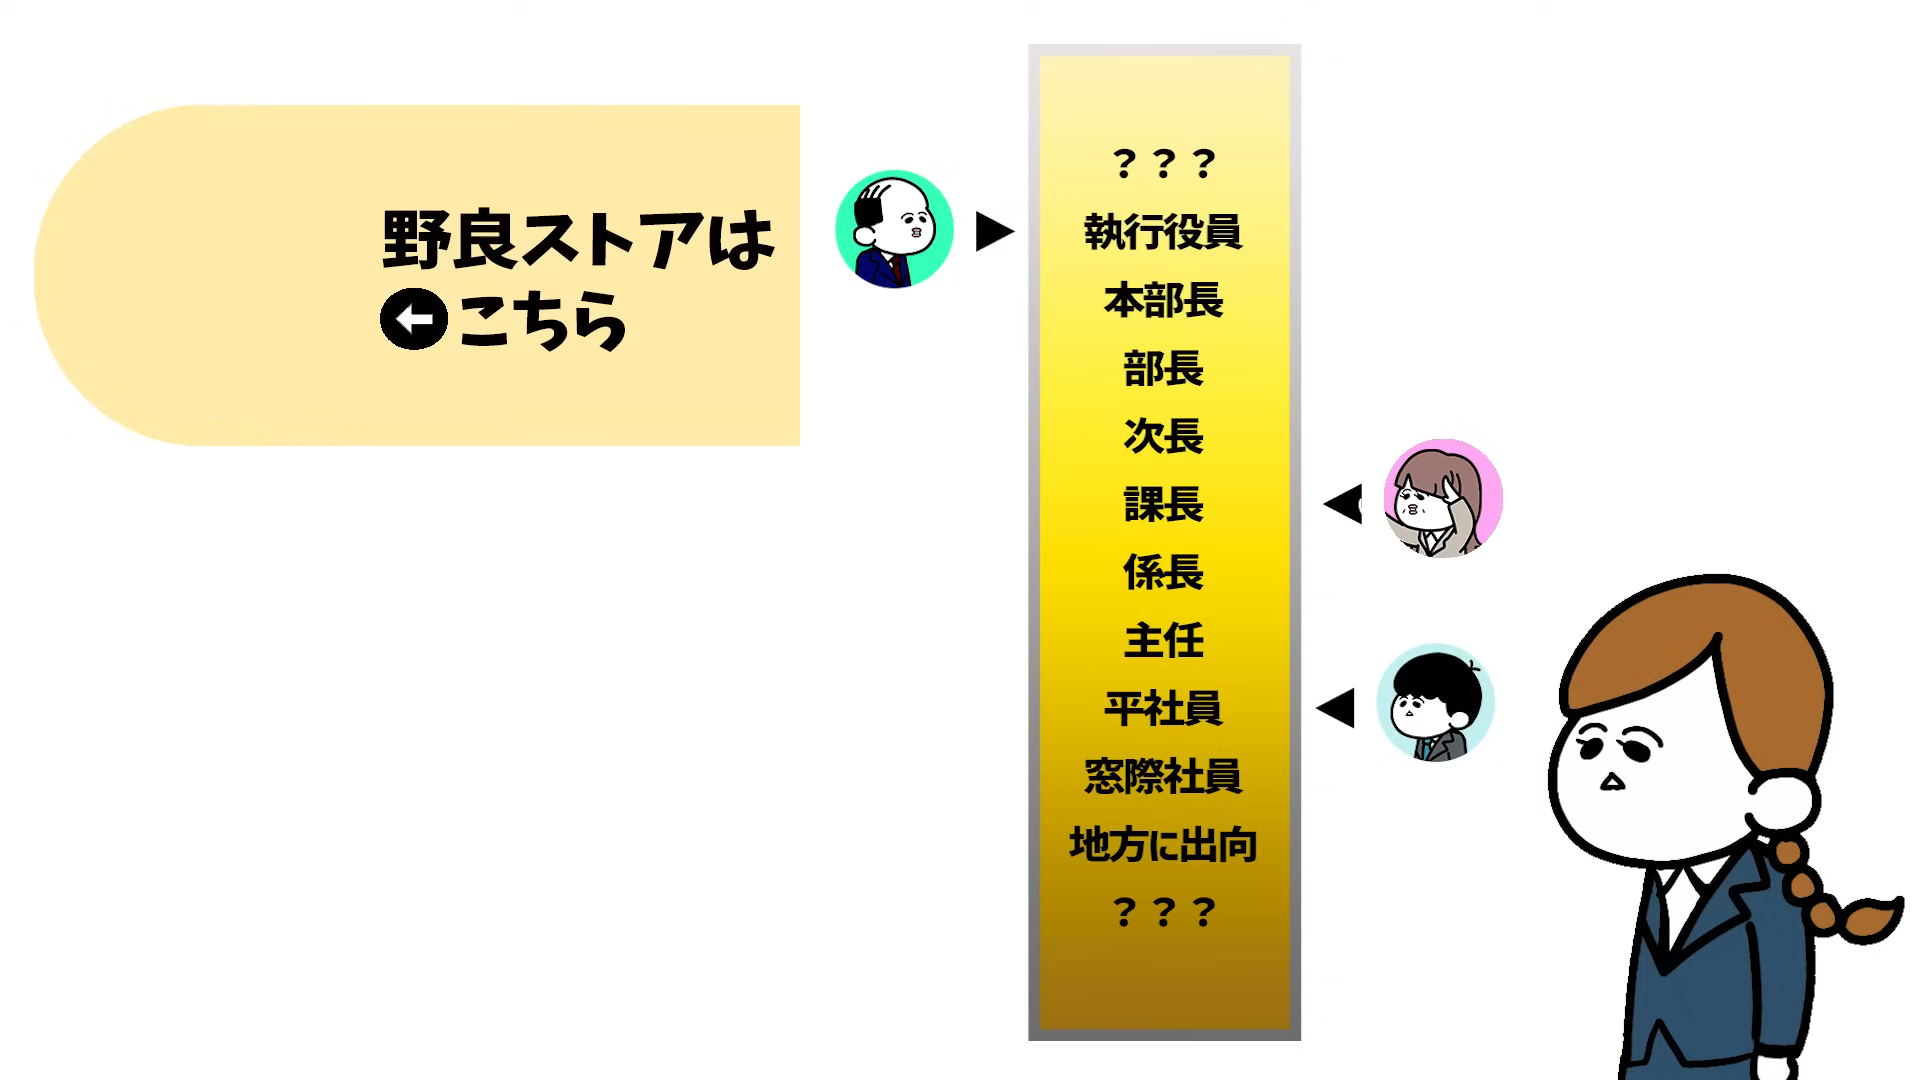 野良ストアは
←こちら
？？？
執行役員
本部長
部長
次長
課長
係長
主任
平社員
窓際社員
地方に出向
？？？